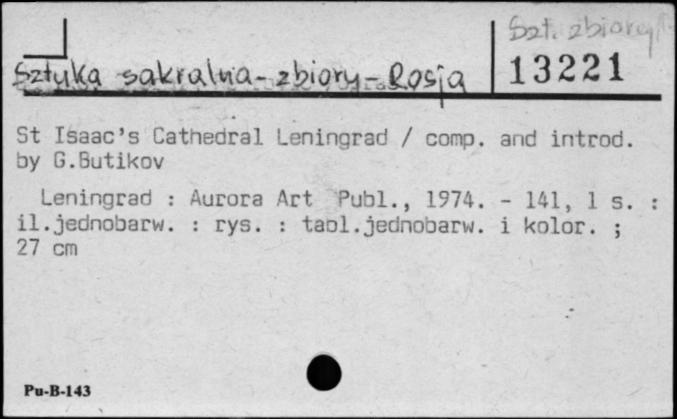 Szt. zbiory
Sztuka sakralna - zbiory - Rosja
13221
St Isaac's Cathedral Leningrad / comp. and introd.
by G.Butikov
Leningrad : Aurora Art Publ., 1974. - 141, 1 s. :
il.jednobarw. : rys. : tabl.jednobarw. i kolor. ;
27 cm
Pu-B-143